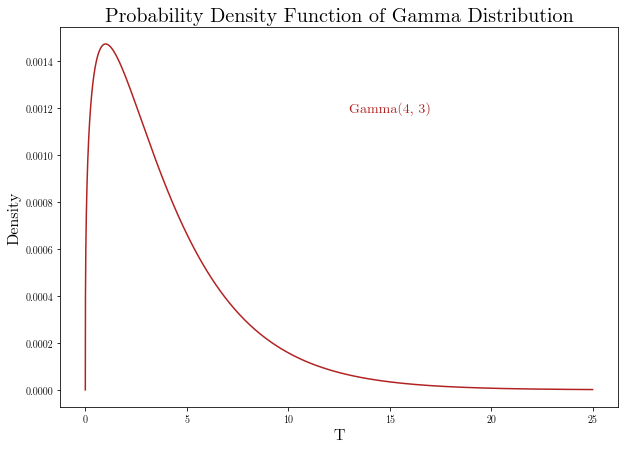 Probability Density Function of Gamma Distribution
0.0014
0.0012
0.0010
0.0008
0.0006
0.0004
0.0002
0.0000
Density
Gamma(4, 3)
0 5 10 15 20 25
T